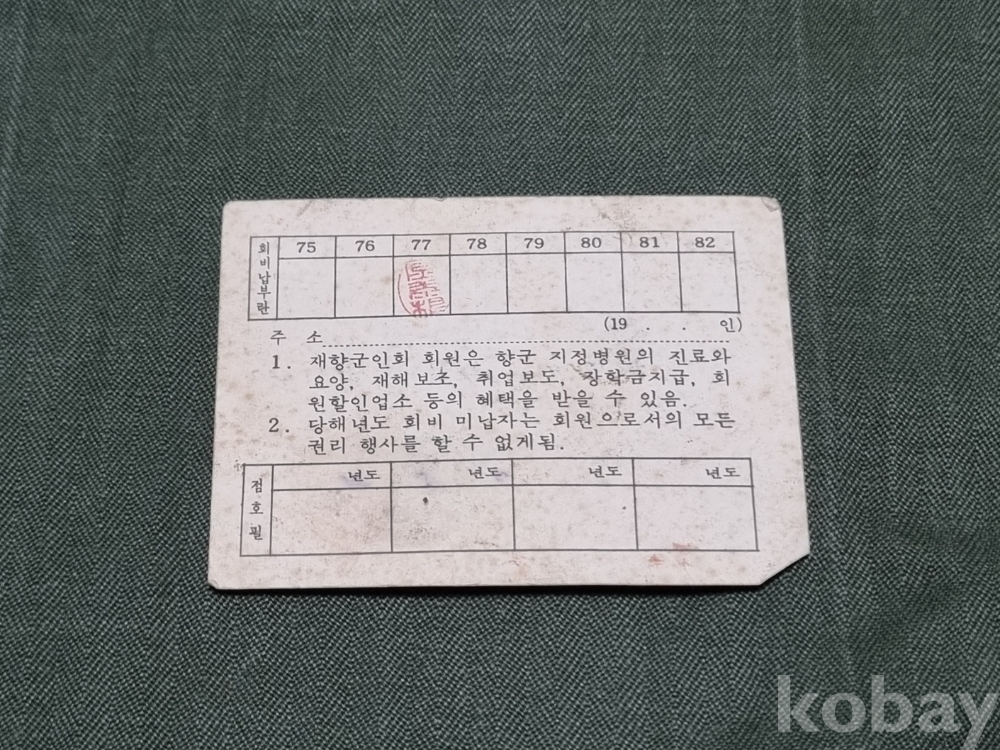 회비납부란 75 76 77 78 79 80 81 82
주 소 (19 . . 인)
1. 재향군인회 회원은 향군 지정병원의 진료와
요양, 재해보조, 취업보도, 장학금지급, 회
원할인업소 등의 혜택을 받을 수 있음.
2. 당해년도 회비 미납자는 회원으로서의 모든
권리 행사를 할 수 없게됨.
점호필 년도 년도 년도 년도
kobay